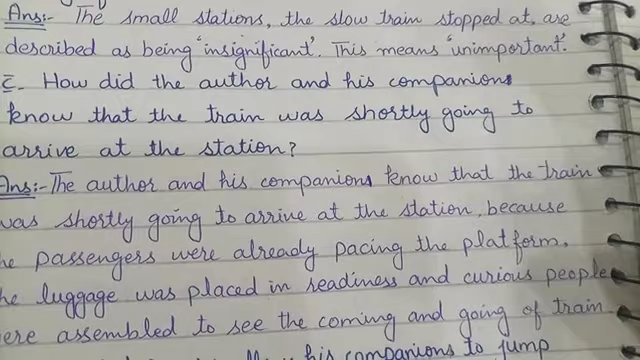 Ans:- The small stations, the slow train stopped at, are
described as being 'insignificant'. This means 'unimportant'.
c. How did the author and his companions
know that the train was shortly going to
arrive at the station?
Ans:- The author and his companions know that the train
was shortly going to arrive at the station, because
he passengers were already pacing the platform.
he luggage was placed in readiness and curious people
ere assembled to see the coming and going of train
his companions to jump